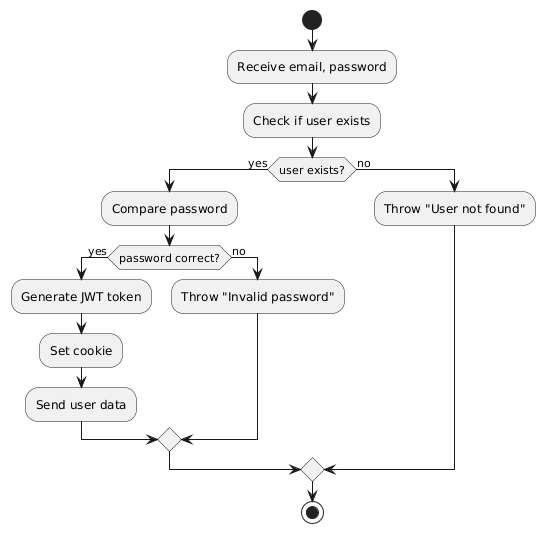 Receive email, password
Check if user exists
yes
user exists?
no
Compare password
Throw "User not found"
yes
password correct?
no
Generate JWT token
Throw "Invalid password"
Set cookie
Send user data